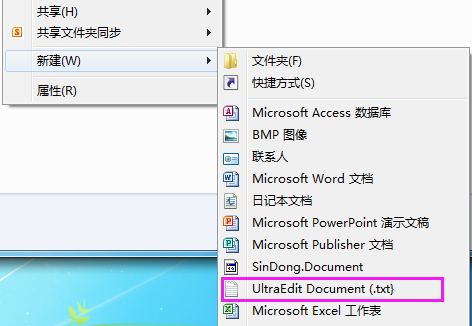 共享(H)
共享文件夹同步
新建(W)
属性(R)
文件夹(F)
快捷方式(S)
Microsoft Access 数据库
BMP 图像
联系人
Microsoft Word 文档
日记本文档
Microsoft PowerPoint 演示文稿
Microsoft Publisher 文档
SinDong.Document
UltraEdit Document (.txt)
Microsoft Excel 工作表